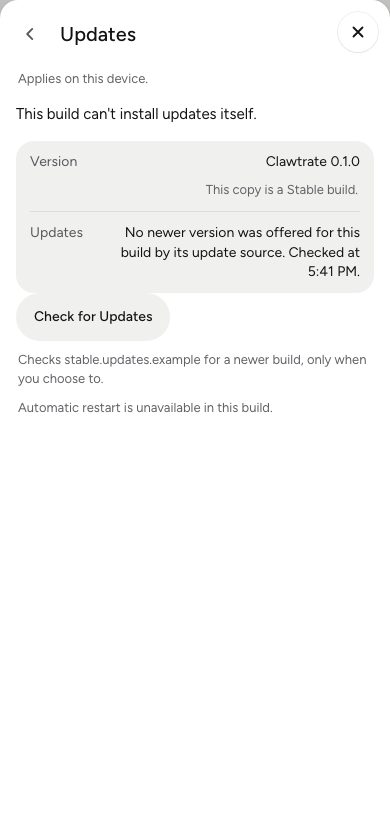 Updates
Applies on this device.
This build can't install updates itself.
Version
Clawtrate 0.1.0
This copy is a Stable build.
Updates
No newer version was offered for this
build by its update source. Checked at
5:41 PM.
Check for Updates
Checks stable.updates.example for a newer build, only when
you choose to.
Automatic restart is unavailable in this build.